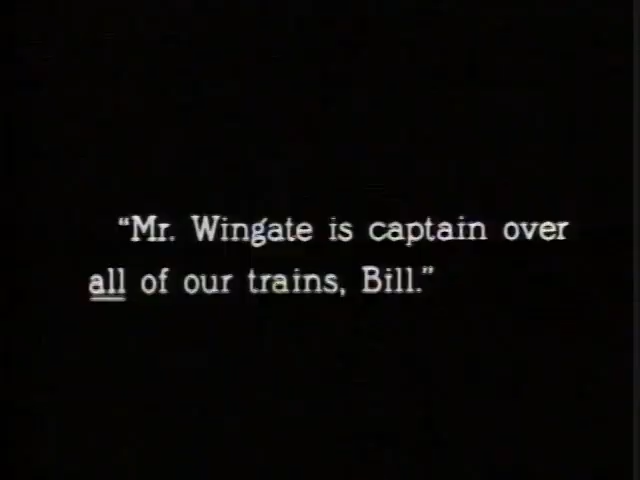 “Mr. Wingate is captain over
all of our trains, Bill.”